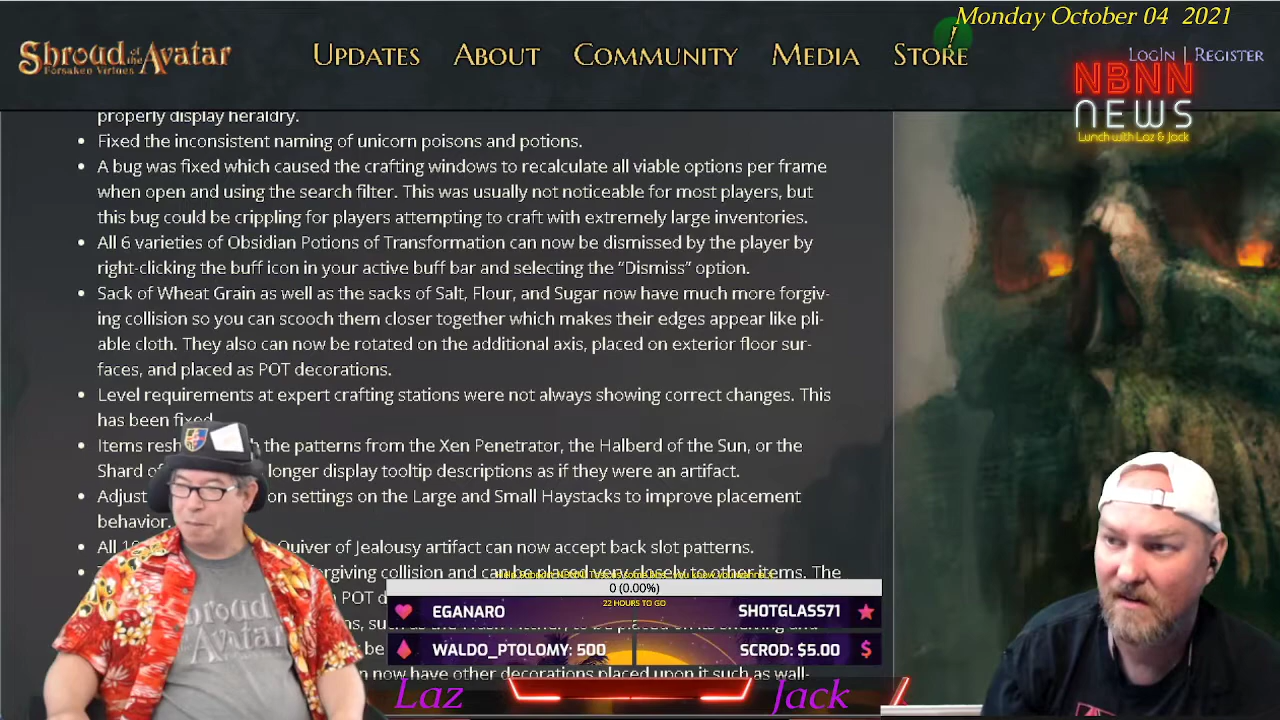 Monday October 04 2021
Shroud of the Avatar
Forsaken Virtues
Updates About Community Media Store
!
LogIn | Register
NBNN
NEWS
Lunch with Laz & Jack
properly display heraldry.
• Fixed the inconsistent naming of unicorn poisons and potions.
• A bug was fixed which caused the crafting windows to recalculate all viable options per frame
when open and using the search filter. This was usually not noticeable for most players, but
this bug could be crippling for players attempting to craft with extremely large inventories.
• All 6 varieties of Obsidian Potions of Transformation can now be dismissed by the player by
right-clicking the buff icon in your active buff bar and selecting the “Dismiss” option.
• Sack of Wheat Grain as well as the sacks of Salt, Flour, and Sugar now have much more forgiv-
ing collision so you can scooch them closer together which makes their edges appear like pli-
able cloth. They also can now be rotated on the additional axis, placed on exterior floor sur-
faces, and placed as POT decorations.
• Level requirements at expert crafting stations were not always showing correct changes. This
has been fixed
• Items resh the patterns from the Xen Penetrator, the Halberd of the Sun, or the
Shard of longer display tooltip descriptions as if they were an artifact.
• Adjust on settings on the Large and Small Haystacks to improve placement
behavior.
• All Quiver of Jealousy artifact can now accept back slot patterns.
giving collision and can be placed very closely to other items. The
POT d
0 (0.00%)
22 HOURS TO GO
EGANARO SHOTGLASS71
be
WALDO_PTOLOMY: 500 SCROD: $5.00
now have other decorations placed upon it such as wall-
Shroud
Avatar
Laz Jack